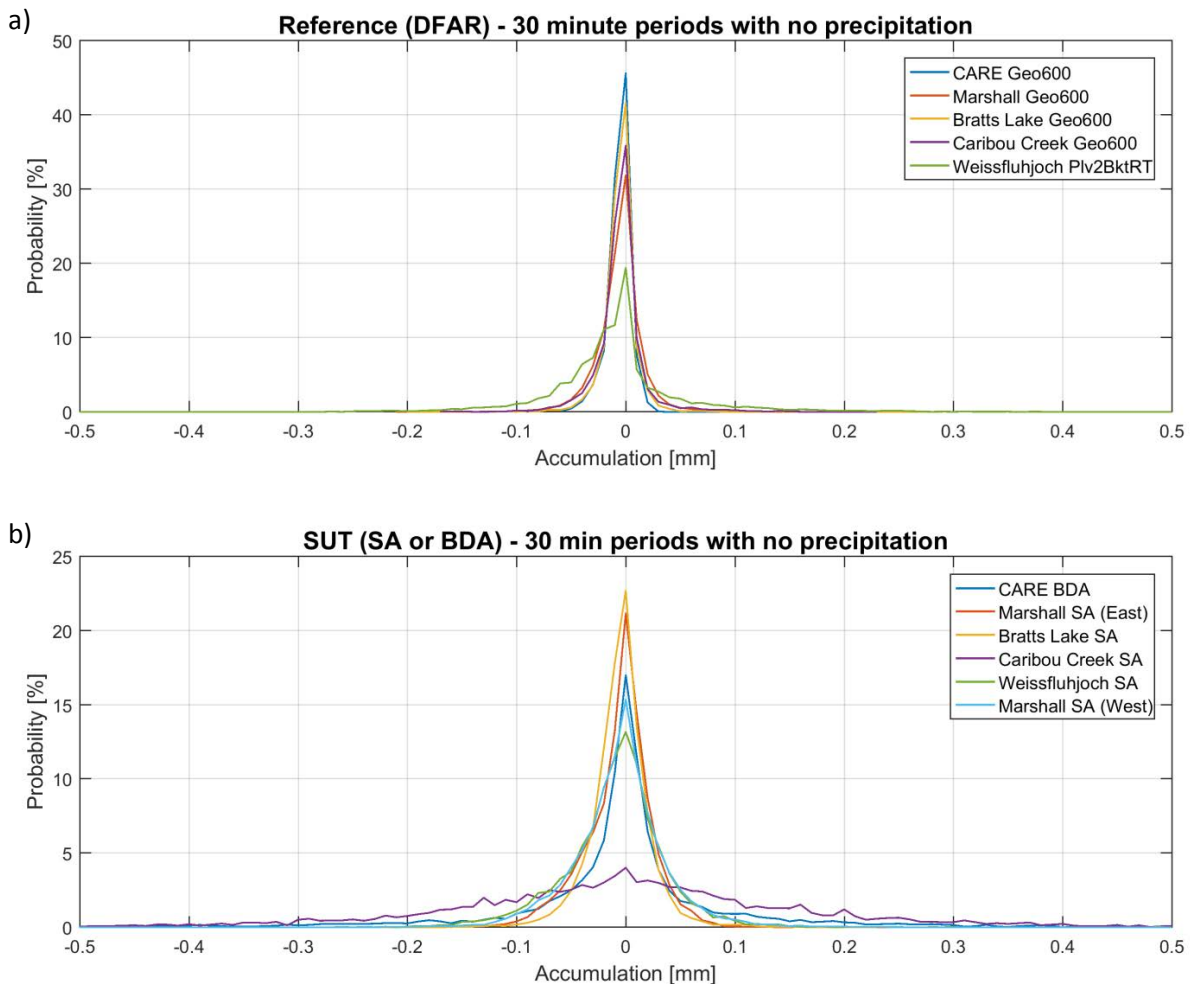 a)
Reference (DFAR) - 30 minute periods with no precipitation
50
40
30
20
10
0
Probability [%]
CARE Geo600
Marshall Geo600
Bratts Lake Geo600
Caribou Creek Geo600
Weissfluhjoch Plv2BktRT
-0.5 -0.4 -0.3 -0.2 -0.1 0 0.1 0.2 0.3 0.4 0.5
Accumulation [mm]
b)
SUT (SA or BDA) - 30 min periods with no precipitation
25
20
15
10
5
0
Probability [%]
CARE BDA
Marshall SA (East)
Bratts Lake SA
Caribou Creek SA
Weissfluhjoch SA
Marshall SA (West)
-0.5 -0.4 -0.3 -0.2 -0.1 0 0.1 0.2 0.3 0.4 0.5
Accumulation [mm]